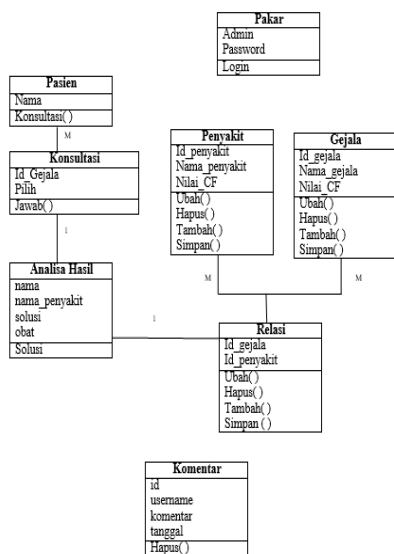 Pakar
Admin
Password
Login
Pasien
Nama
Konsultasi( )
M
Konsultasi
Id_Gejala
Pilih
Jawab( )
1
Penyakit
Id_penyakit
Nama_penyakit
Nilai_CF
Ubah( )
Hapus( )
Tambah( )
Simpan( )
M
Gejala
Id_gejala
Nama_gejala
Nilai_CF
Ubah( )
Hapus( )
Tambah( )
Simpan( )
M
Analisa Hasil
nama
nama_penyakit
solusi
obat
Solusi
1
Relasi
Id_gejala
Id_penyakit
Ubah( )
Hapus( )
Tambah( )
Simpan ( )
Komentar
id
username
komentar
tanggal
Hapus( )